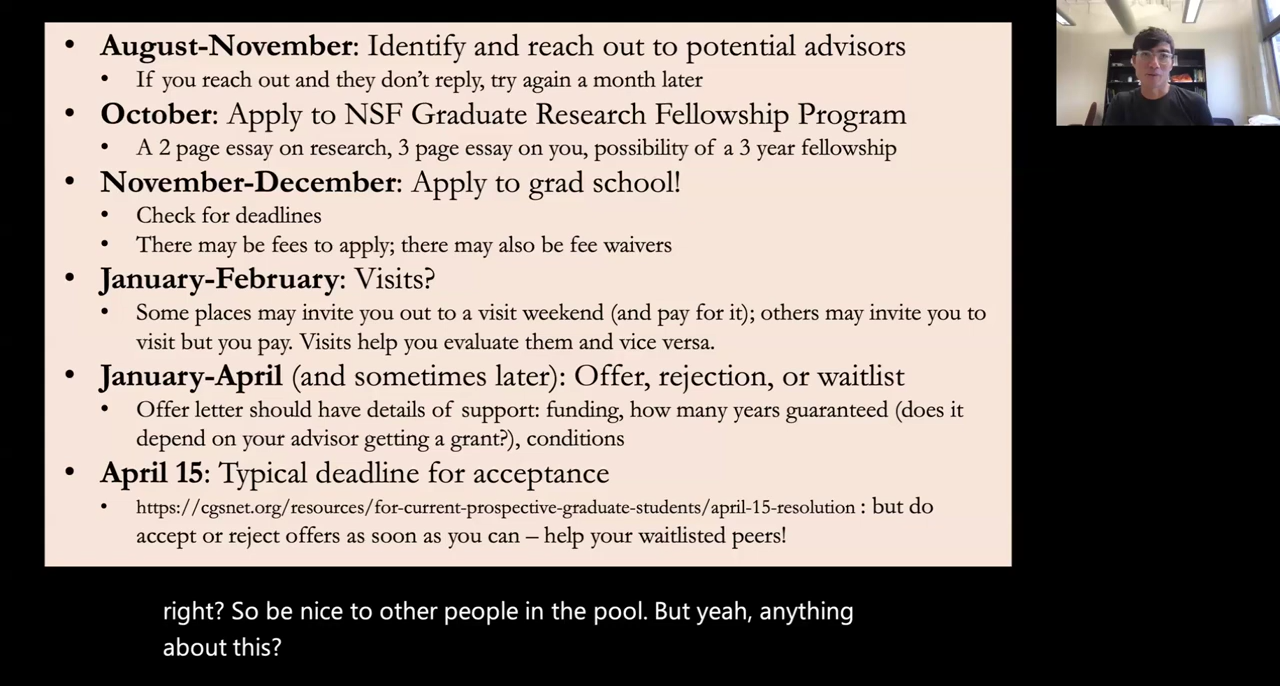 • August-November: Identify and reach out to potential advisors
• If you reach out and they don't reply, try again a month later
• October: Apply to NSF Graduate Research Fellowship Program
• A 2 page essay on research, 3 page essay on you, possibility of a 3 year fellowship
• November-December: Apply to grad school!
• Check for deadlines
• There may be fees to apply; there may also be fee waivers
• January-February: Visits?
• Some places may invite you out to a visit weekend (and pay for it); others may invite you to
visit but you pay. Visits help you evaluate them and vice versa.
• January-April (and sometimes later): Offer, rejection, or waitlist
• Offer letter should have details of support: funding, how many years guaranteed (does it
depend on your advisor getting a grant?), conditions
• April 15: Typical deadline for acceptance
• https://cgsnet.org/resources/for-current-prospective-graduate-students/april-15-resolution : but do
accept or reject offers as soon as you can – help your waitlisted peers!
right? So be nice to other people in the pool. But yeah, anything
about this?